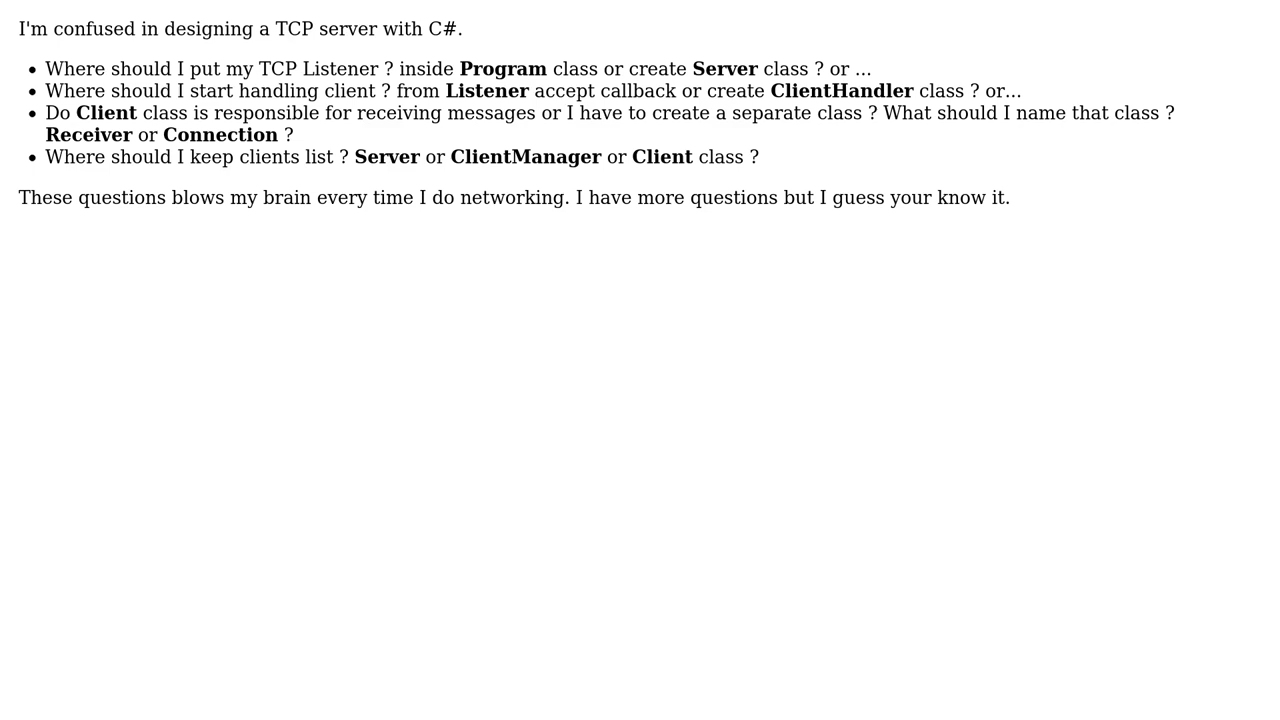 I'm confused in designing a TCP server with C#.
Where should I put my TCP Listener ? inside Program class or create Server class ? or ...
Where should I start handling client ? from Listener accept callback or create ClientHandler class ? or...
Do Client class is responsible for receiving messages or I have to create a separate class ? What should I name that class ?
Receiver or Connection ?
Where should I keep clients list ? Server or ClientManager or Client class ?
These questions blows my brain every time I do networking. I have more questions but I guess your know it.